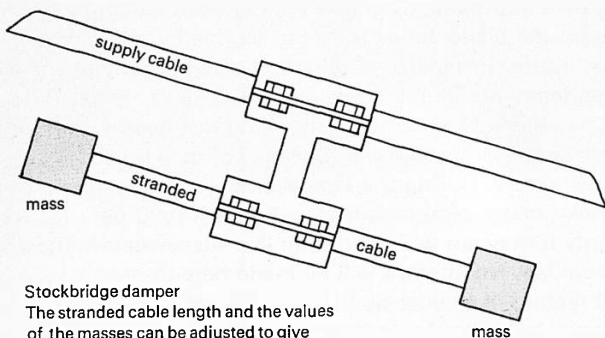 supply cable
stranded
mass
cable
mass
Stockbridge damper
The stranded cable length and the values
of the masses can be adjusted to give